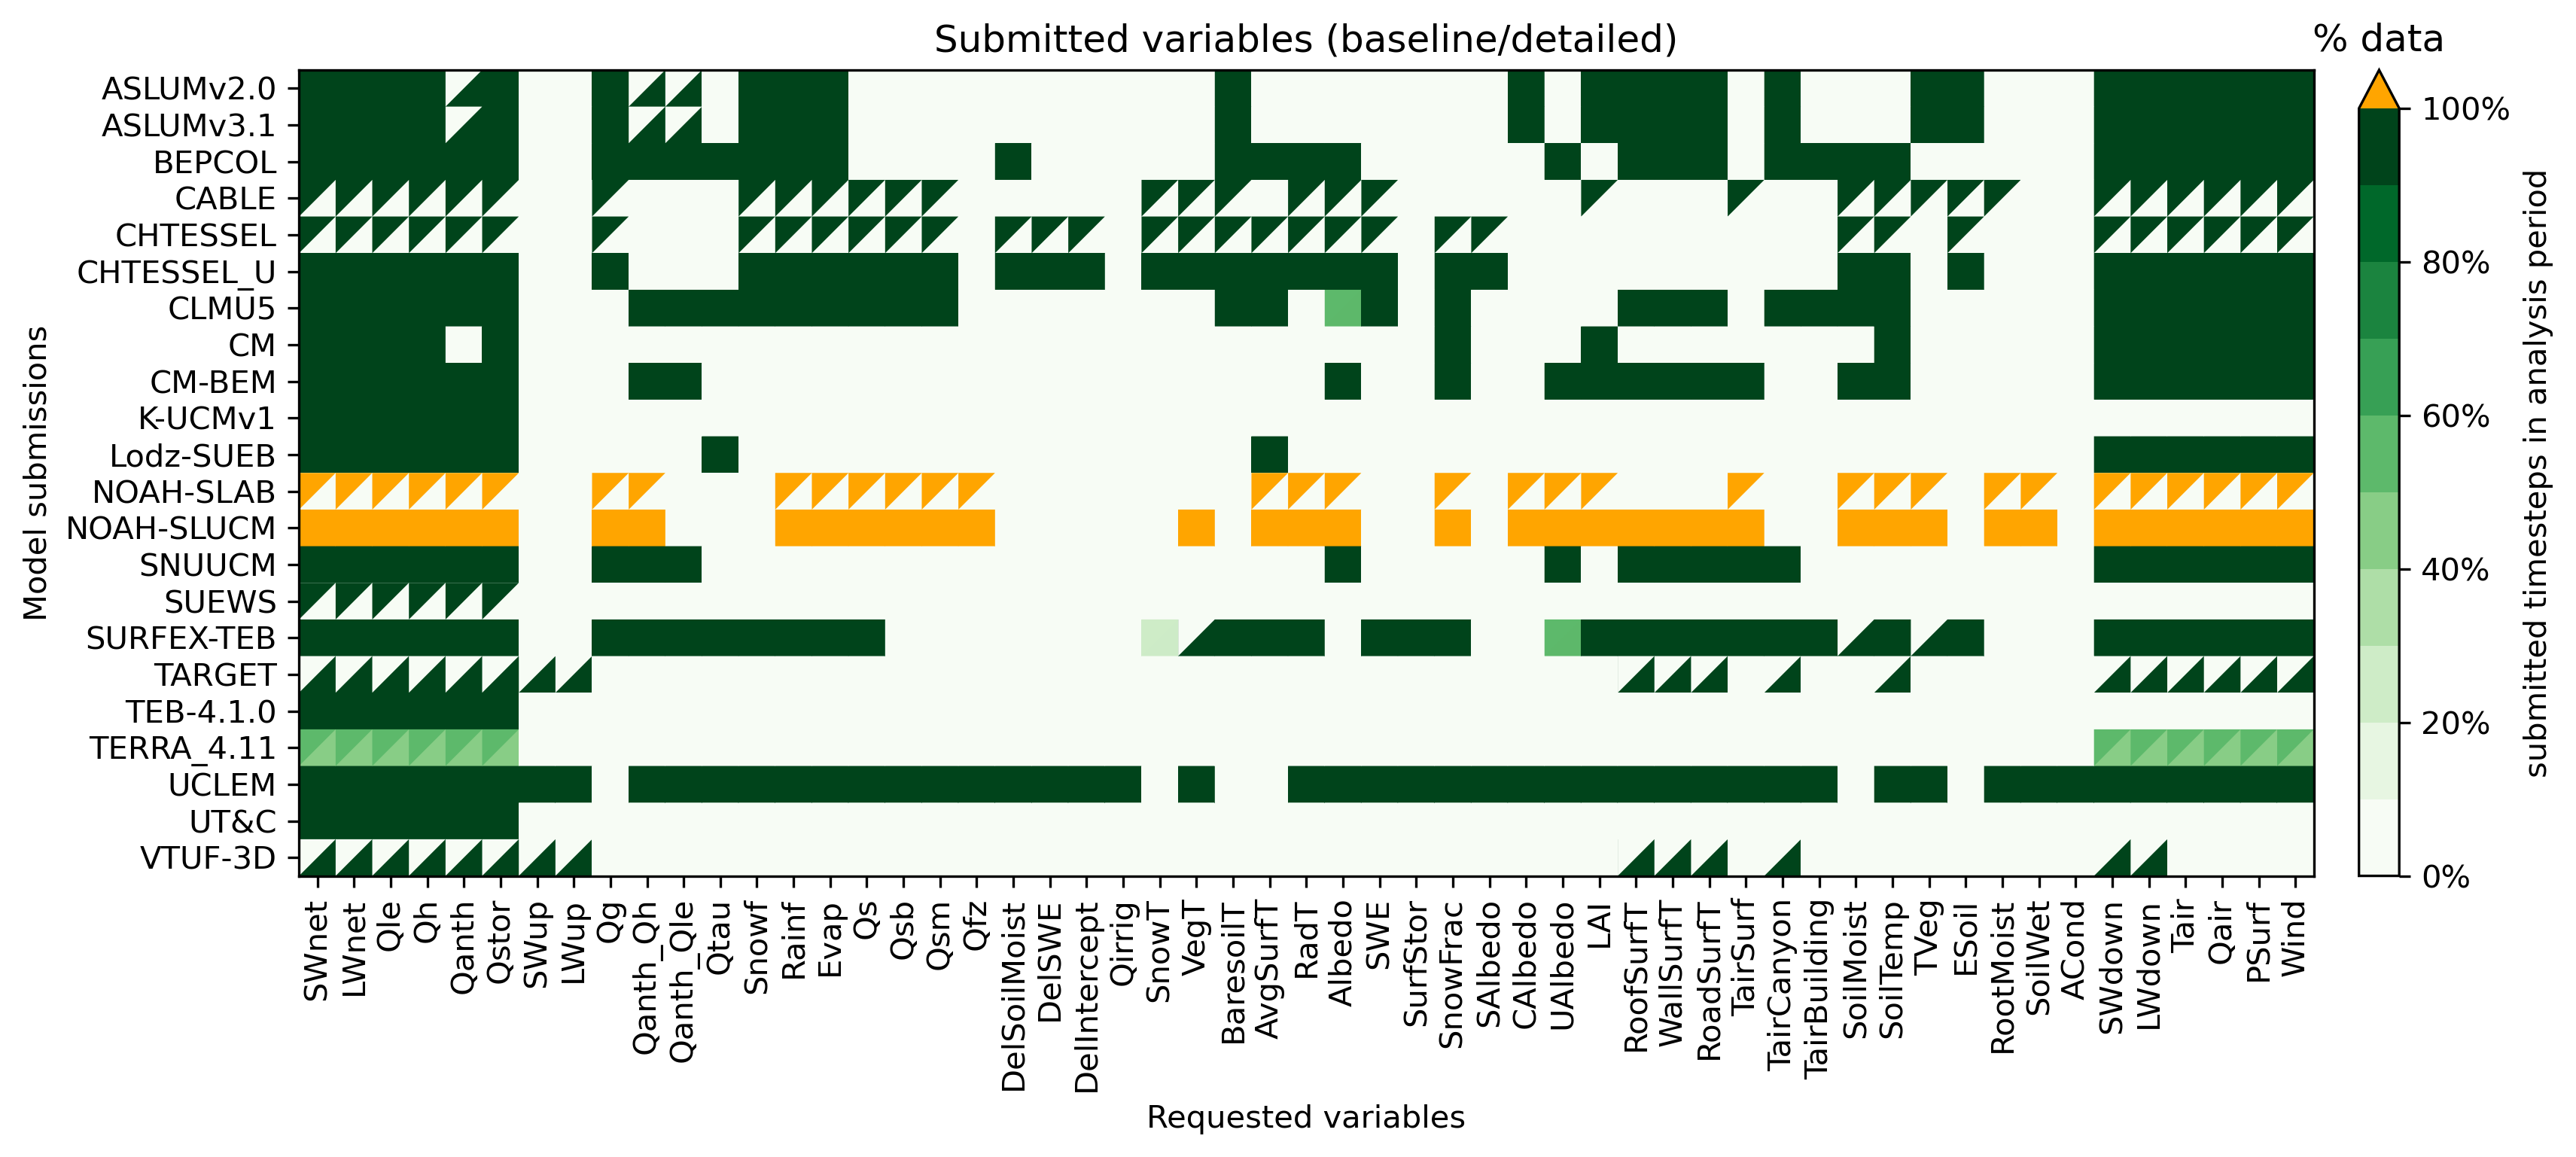 Submitted variables (baseline/detailed)
% data
ASLUMv2.0
ASLUMv3.1
BEPCOL
CABLE
CHTESSEL
CHTESSEL_U
CLMU5
CM
CM-BEM
K-UCMv1
Lodz-SUEB
NOAH-SLAB
NOAH-SLUCM
SNUUCM
SUEWS
SURFEX-TEB
TARGET
TEB-4.1.0
TERRA_4.11
UCLEM
UT&C
VTUF-3D
Model submissions
SWnet
LWnet
Qle
Qh
Qanth
Qstor
SWup
LWup
Qg
Qanth_Qh
Qanth_Qle
Qtau
Snowf
Rainf
Evap
Qs
Qsb
Qsm
Qfz
DelSoilMoist
DelSWE
DelIntercept
Qirrig
SnowT
VegT
BaresoilT
AvgSurfT
RadT
Albedo
SWE
SurfStor
SnowFrac
SAlbedo
CAlbedo
UAlbedo
LAI
RoofSurfT
WallSurfT
RoadSurfT
TairSurf
TairCanyon
TairBuilding
SoilMoist
SoilTemp
TVeg
ESoil
RootMoist
SoilWet
ACond
SWdown
LWdown
Tair
Qair
PSurf
Wind
Requested variables
100%
80%
60%
40%
20%
0%
submitted timesteps in analysis period